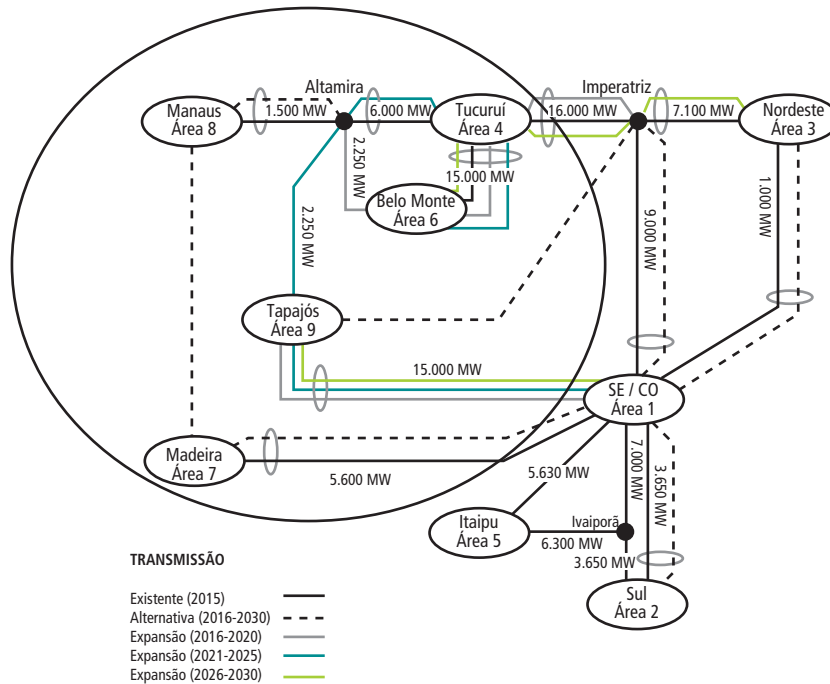 Altamira
Imperatriz
Manaus
Área 8
1.500 MW
6.000 MW
Tucuruí
Área 4
16.000 MW
7.100 MW
Nordeste
Área 3
2.250 MW
15.000 MW
Belo Monte
Área 6
1.000 MW
2.250 MW
9.000 MW
Tapajós
Área 9
15.000 MW
SE / CO
Área 1
Madeira
Área 7
5.600 MW
5.630 MW
7.000 MW
3.650 MW
Itaipu
Área 5
Ivaiporã
6.300 MW
3.650 MW
Sul
Área 2
TRANSMISSÃO
Existente (2015)
Alternativa (2016-2030)
Expansão (2016-2020)
Expansão (2021-2025)
Expansão (2026-2030)